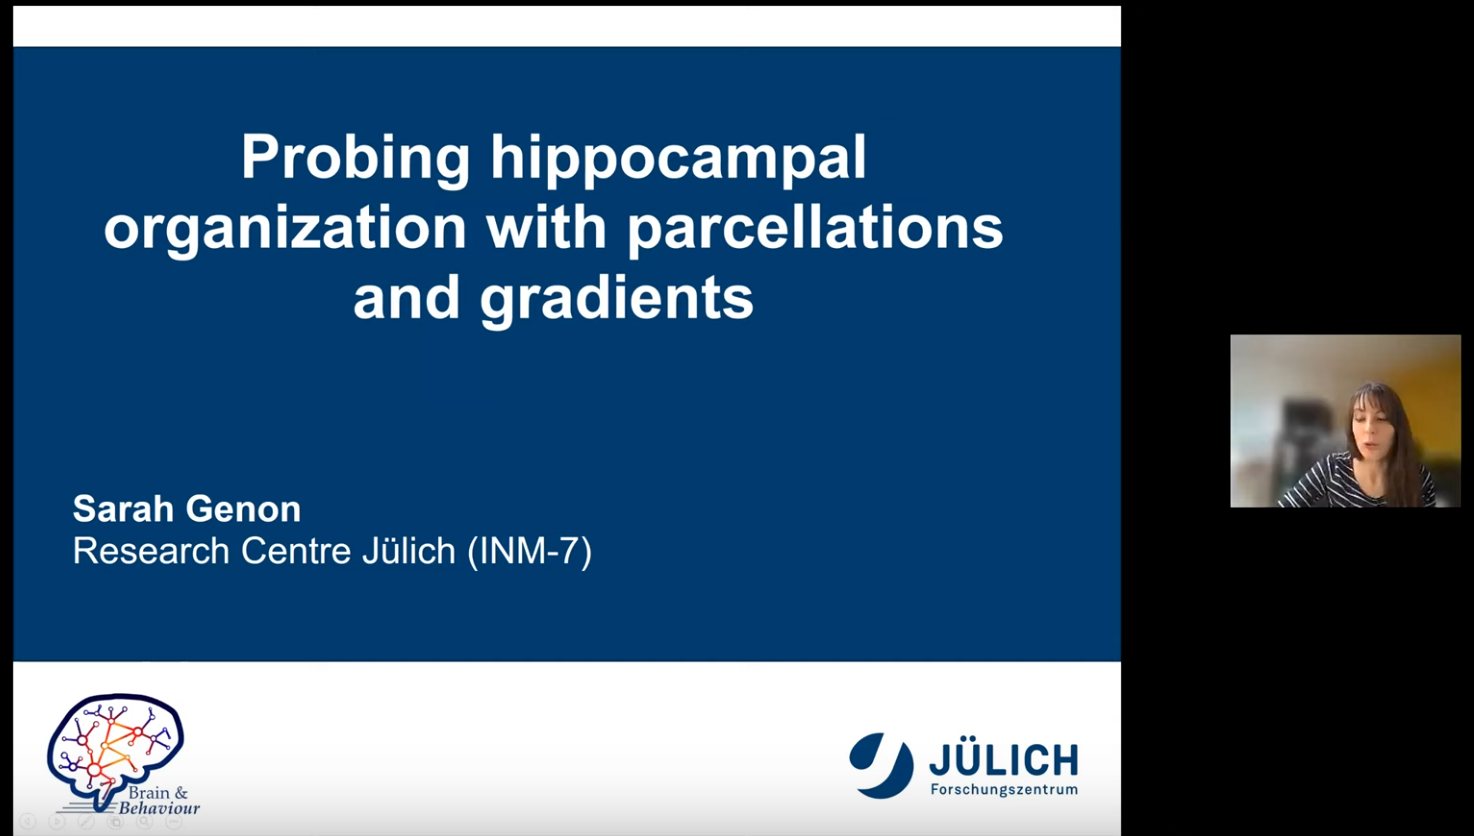 Probing hippocampal
organization with parcellations
and gradients
Sarah Genon
Research Centre Jülich (INM-7)
Brain &
Behaviour
JÜLICH
Forschungszentrum